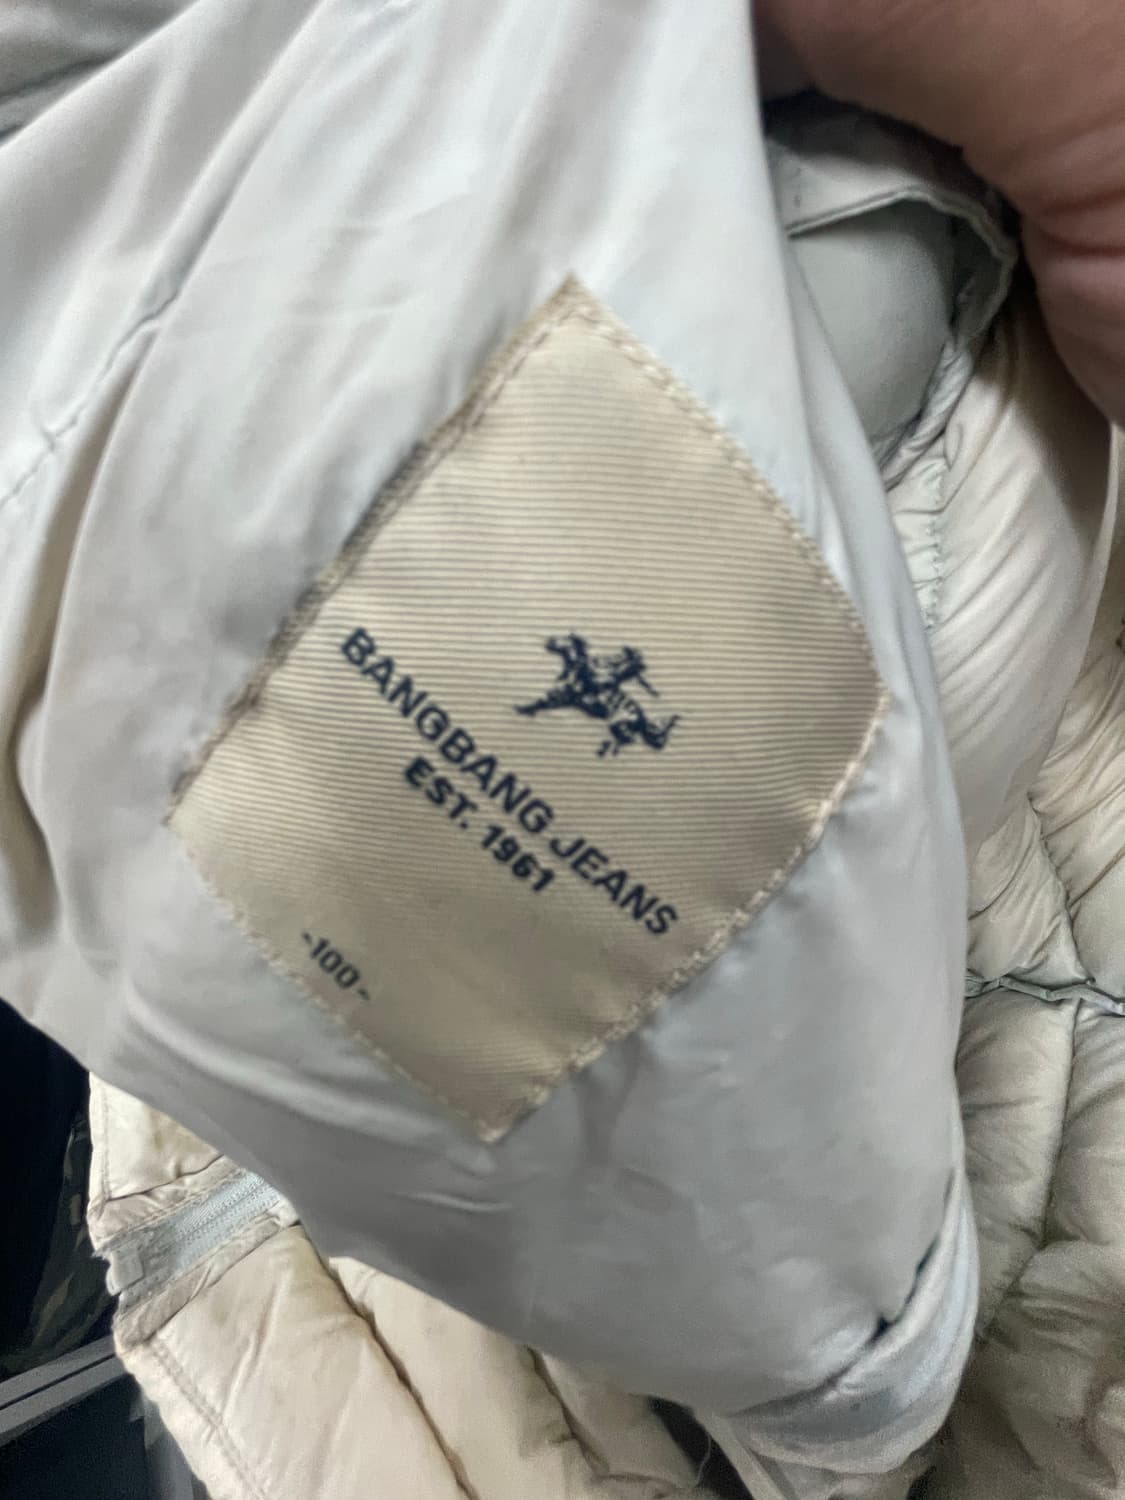 BANGBANG JEANS
EST. 1961
-100-